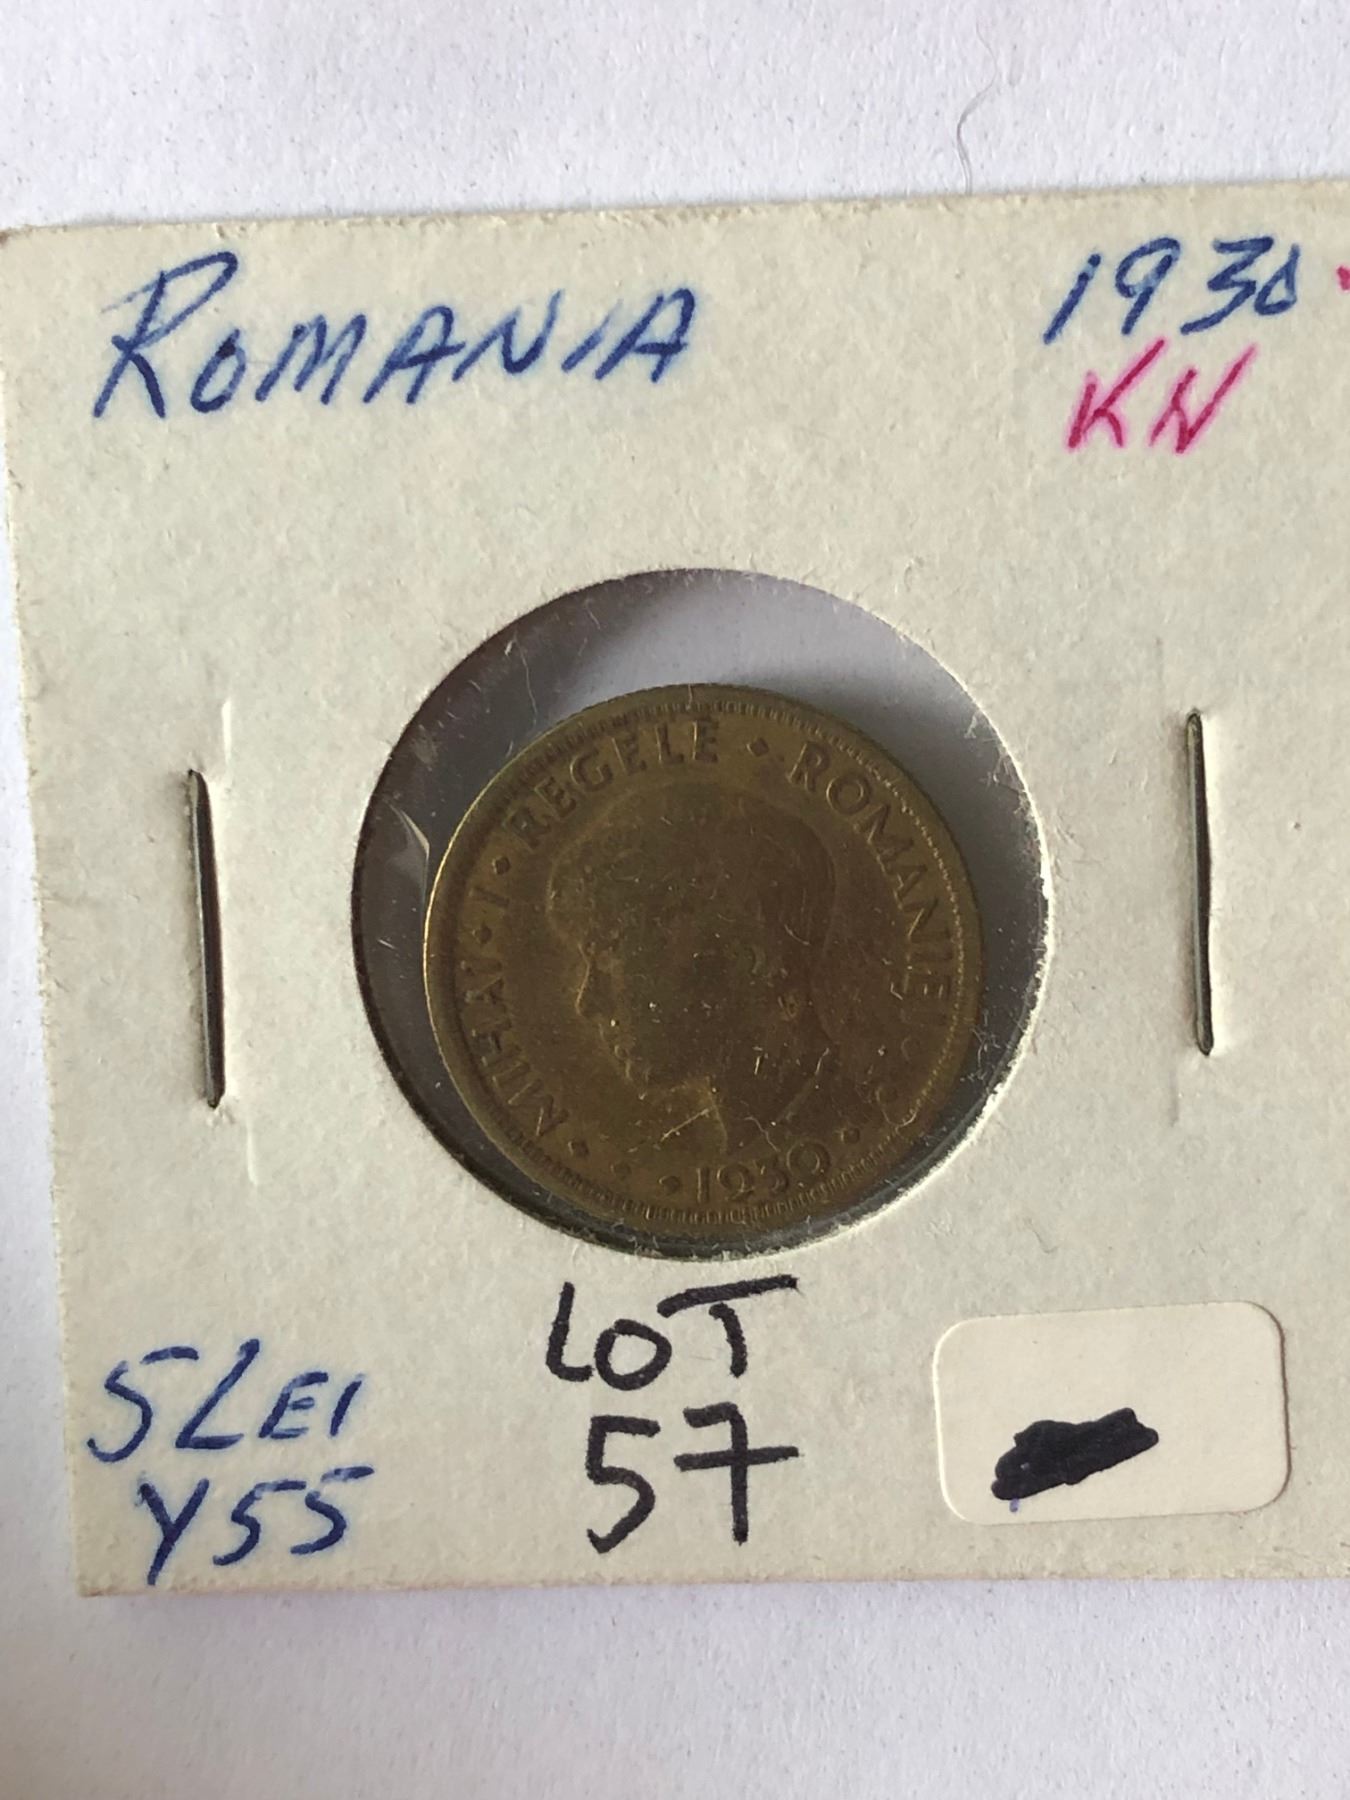 ROMANIA
1930
KN
MIHAI · I · REGELE · ROMANIEI
· 1930 ·
LOT
57
5 LEI
Y55